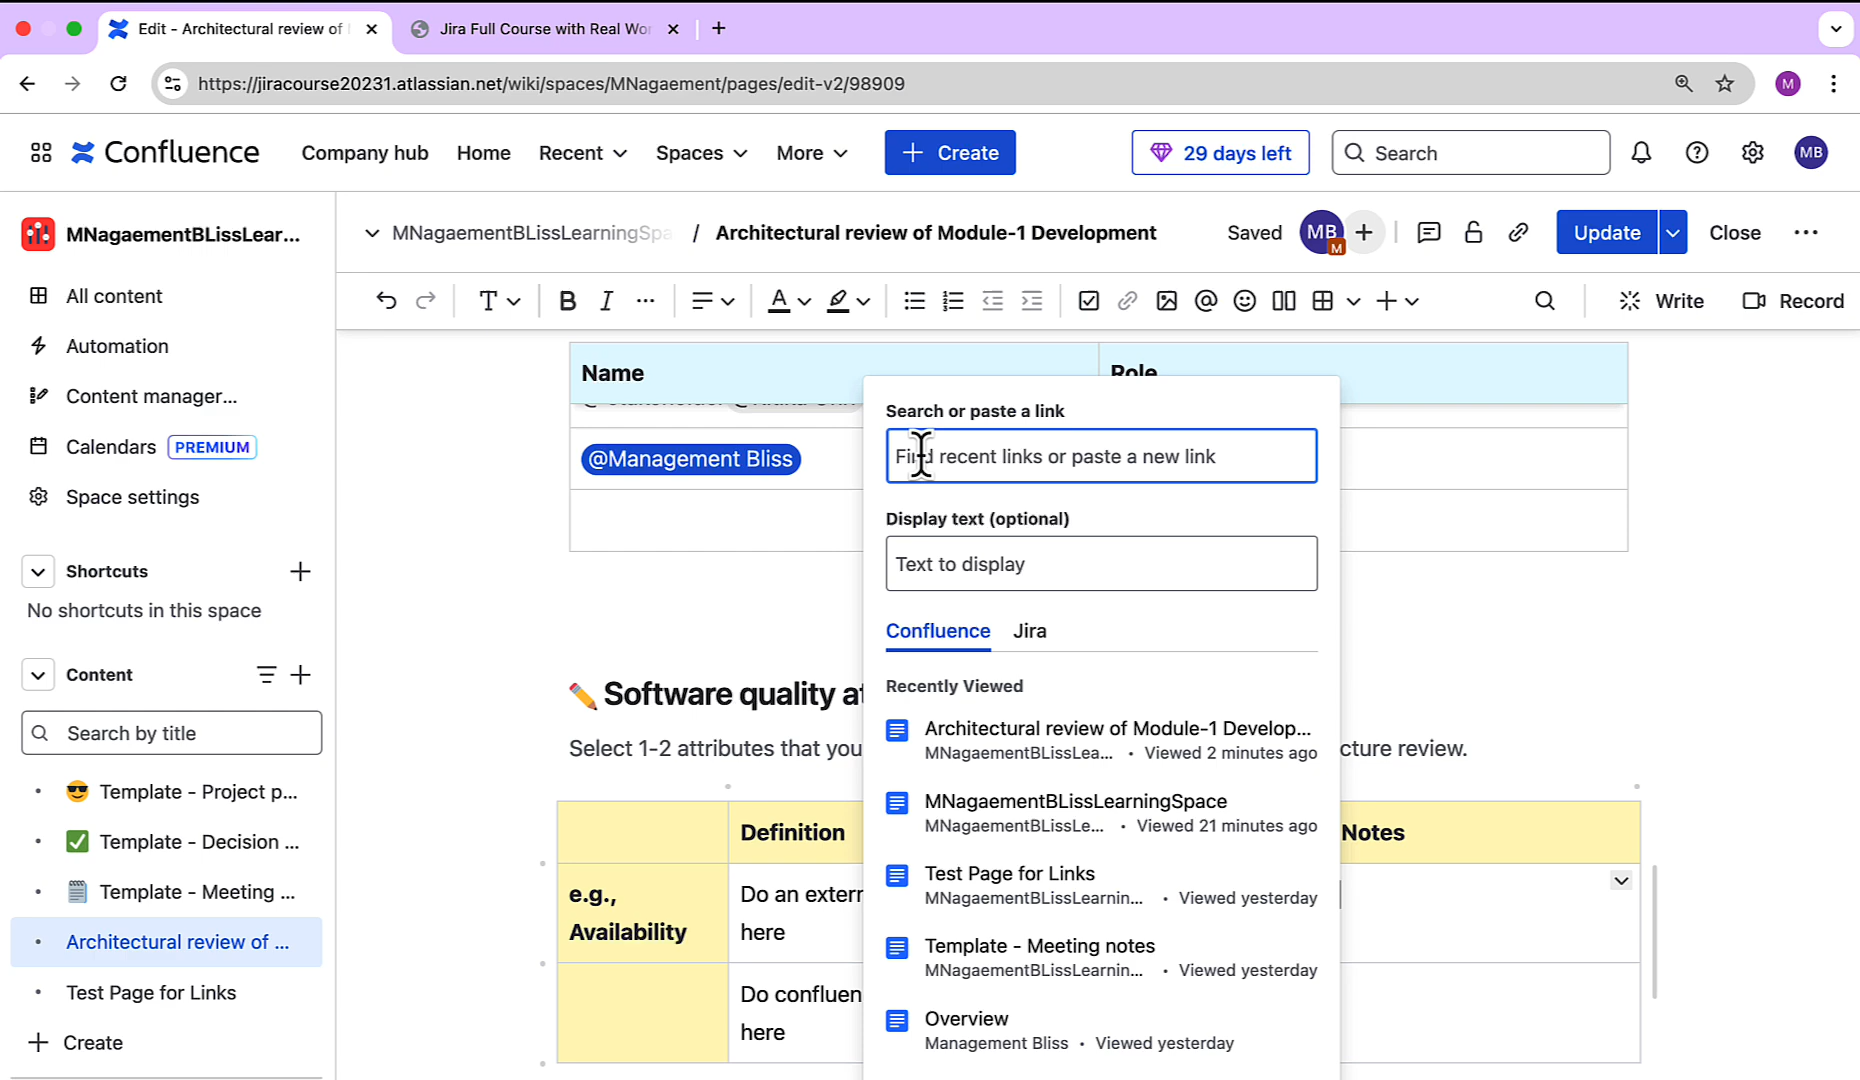 Edit - Architectural review of
Jira Full Course with Real Wor
https://jiracourse20231.atlassian.net/wiki/spaces/MNagaement/pages/edit-v2/98909
M
Confluence
Company hub
Home
Recent
Spaces
More
Create
29 days left
Search
MB
MNagaementBLissLear...
MNagaementBLissLearningSpa / Architectural review of Module-1 Development
Saved
MB
M
Update
Close
All content
Automation
Content manager...
Calendars PREMIUM
Space settings
Shortcuts
No shortcuts in this space
Content
Search by title
Template - Project p...
Template - Decision ...
Template - Meeting ...
Architectural review of ...
Test Page for Links
Create
T
B
I
A
Write
Record
Name
Role
@Management Bliss
Search or paste a link
Find recent links or paste a new link
Display text (optional)
Text to display
Confluence
Jira
Recently Viewed
Architectural review of Module-1 Develop...
MNagaementBLissLea... • Viewed 2 minutes ago
MNagaementBLissLearningSpace
MNagaementBLissLe... • Viewed 21 minutes ago
Test Page for Links
MNagaementBLissLearnin... • Viewed yesterday
Template - Meeting notes
MNagaementBLissLearnin... • Viewed yesterday
Overview
Management Bliss • Viewed yesterday
Software quality at
Select 1-2 attributes that you
cture review.
Definition
Notes
e.g.,
Availability
Do an extern
here
Do confluen
here